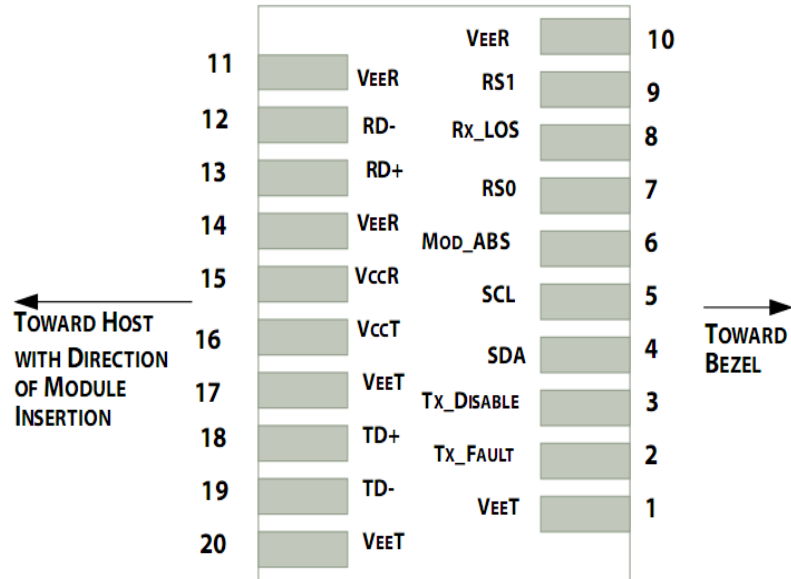 VEER 10
11 VEER
RS1 9
12 RD-
RX_LOS 8
13 RD+
RS0 7
14 VEER
MOD_ABS 6
15 VCCR
SCL 5
16 VCCT
SDA 4
17 VEET
TX_DISABLE 3
18 TD+
TX_FAULT 2
19 TD-
VEET 1
20 VEET
TOWARD HOST
WITH DIRECTION
OF MODULE
INSERTION
TOWARD
BEZEL